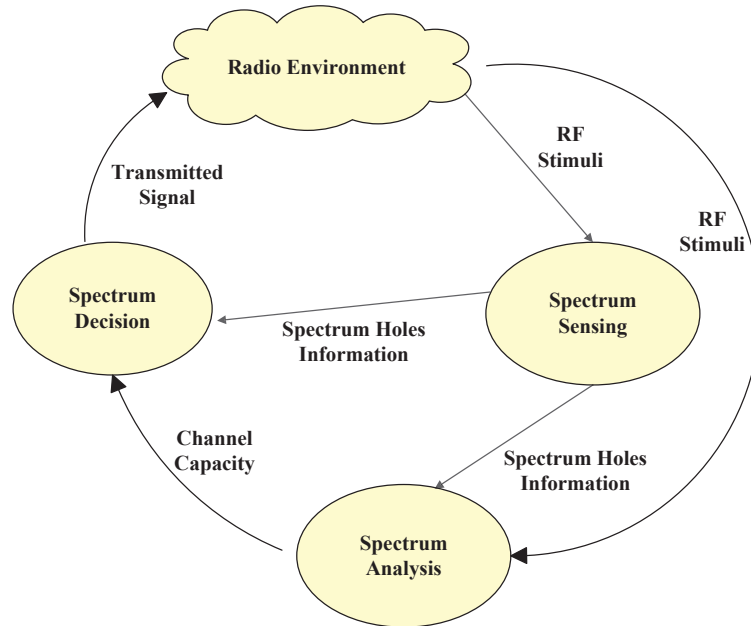 Radio Environment
RF
Stimuli
Transmitted
Signal
RF
Stimuli
Spectrum
Decision
Spectrum
Sensing
Spectrum Holes
Information
Channel
Capacity
Spectrum Holes
Information
Spectrum
Analysis